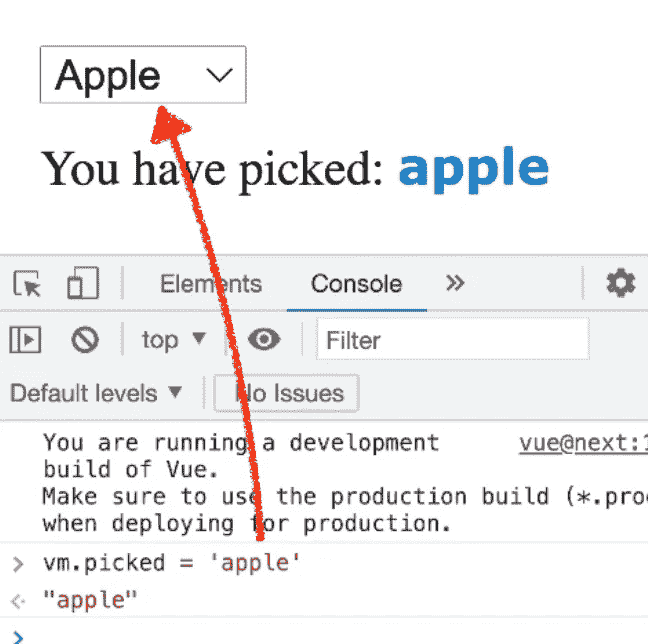 Apple
You have picked: apple
Elements Console »
top Filter
Default levels No Issues
You are running a development vue@next:1
build of Vue.
Make sure to use the production build (*.pro
when deploying for production.
> vm.picked = 'apple'
<· "apple"
>